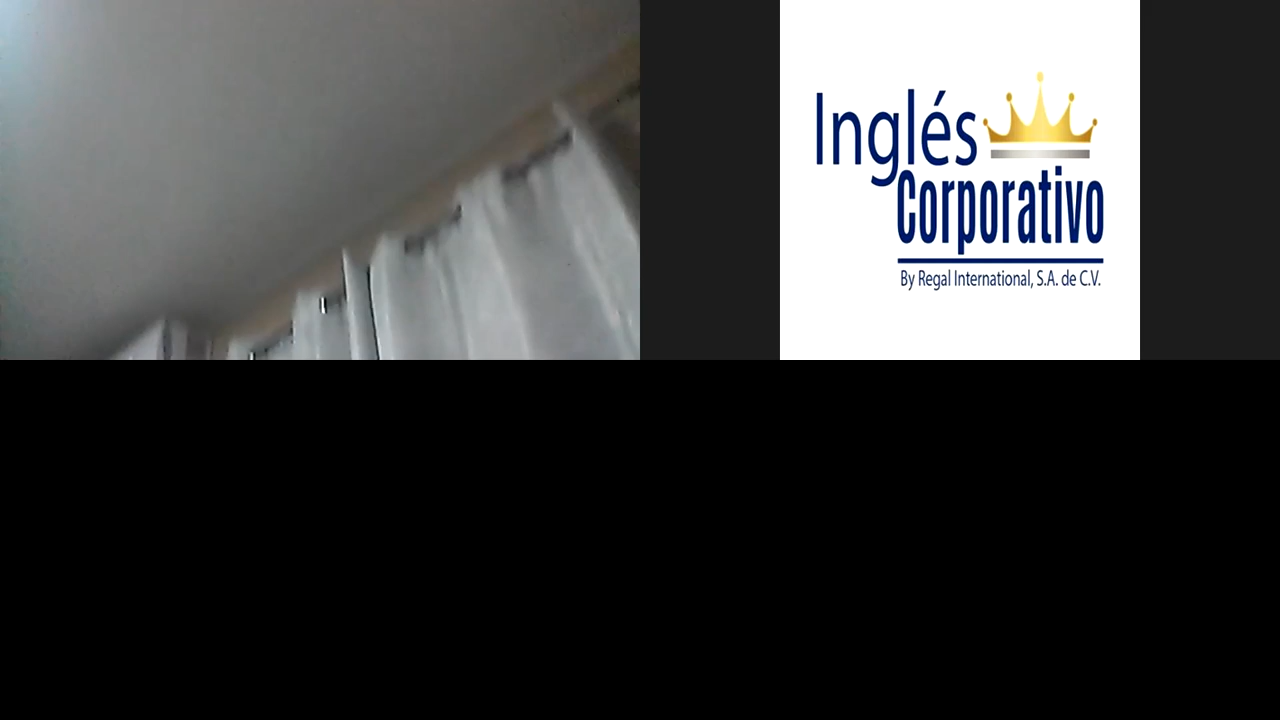 Inglés
Corporativo
By Regal International, S.A. de C.V.